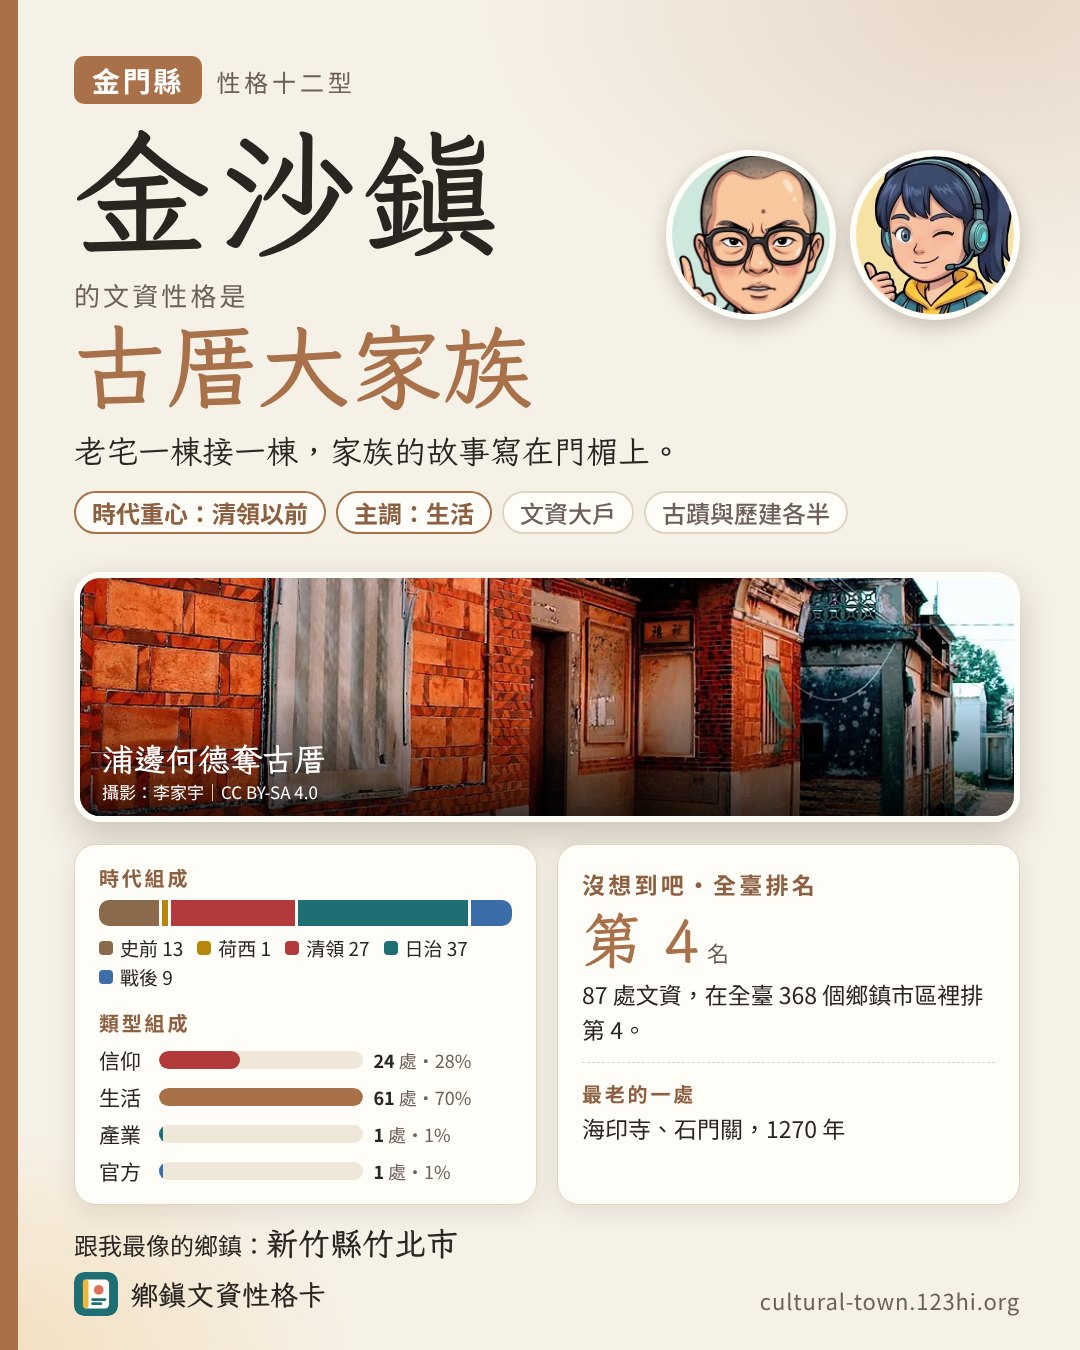 金門縣 性格十二型
金沙鎮
的文資性格是
古厝大家族
老宅一棟接一棟，家族的故事寫在門楣上。
時代重心：清領以前 主調：生活 文資大戶 古蹟與歷建各半
浦邊何德奪古厝
攝影：李家宇｜CC BY-SA 4.0
時代組成
史前 13 荷西 1 清領 27 日治 37
戰後 9
類型組成
信仰 24 處・28%
生活 61 處・70%
產業 1 處・1%
官方 1 處・1%
沒想到吧・全臺排名
第 4 名
87 處文資，在全臺 368 個鄉鎮市區裡排
第 4。
最老的一處
海印寺、石門關，1270 年
跟我最像的鄉鎮：新竹縣竹北市
鄉鎮文資性格卡
cultural-town.123hi.org